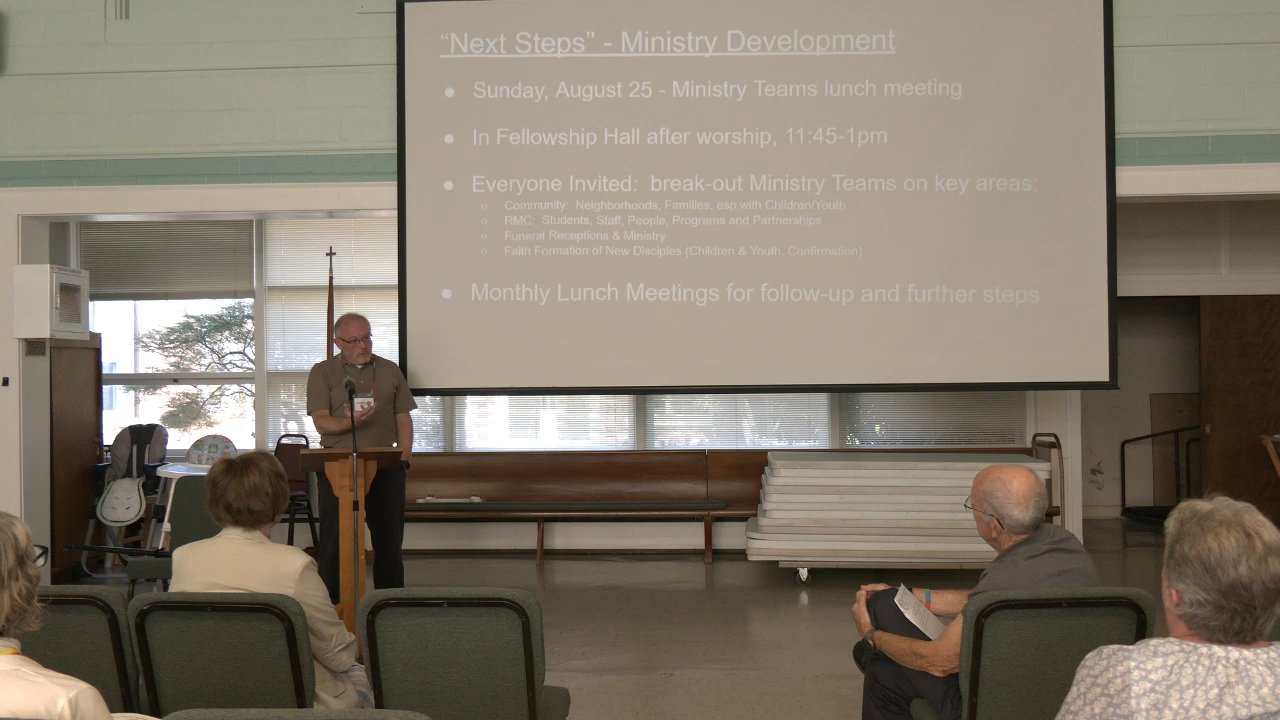 “Next Steps” - Ministry Development
● Sunday, August 25 - Ministry Teams lunch meeting
● In Fellowship Hall after worship, 11:45-1pm
● Everyone Invited: break-out Ministry Teams on key areas:
○ Community: Neighborhoods, Families, esp with Children/Youth
○ RMC: Students, Staff, People, Programs and Partnerships
○ Funeral Receptions & Ministry
○ Faith Formation of New Disciples (Children & Youth, Confirmation)
● Monthly Lunch Meetings for follow-up and further steps